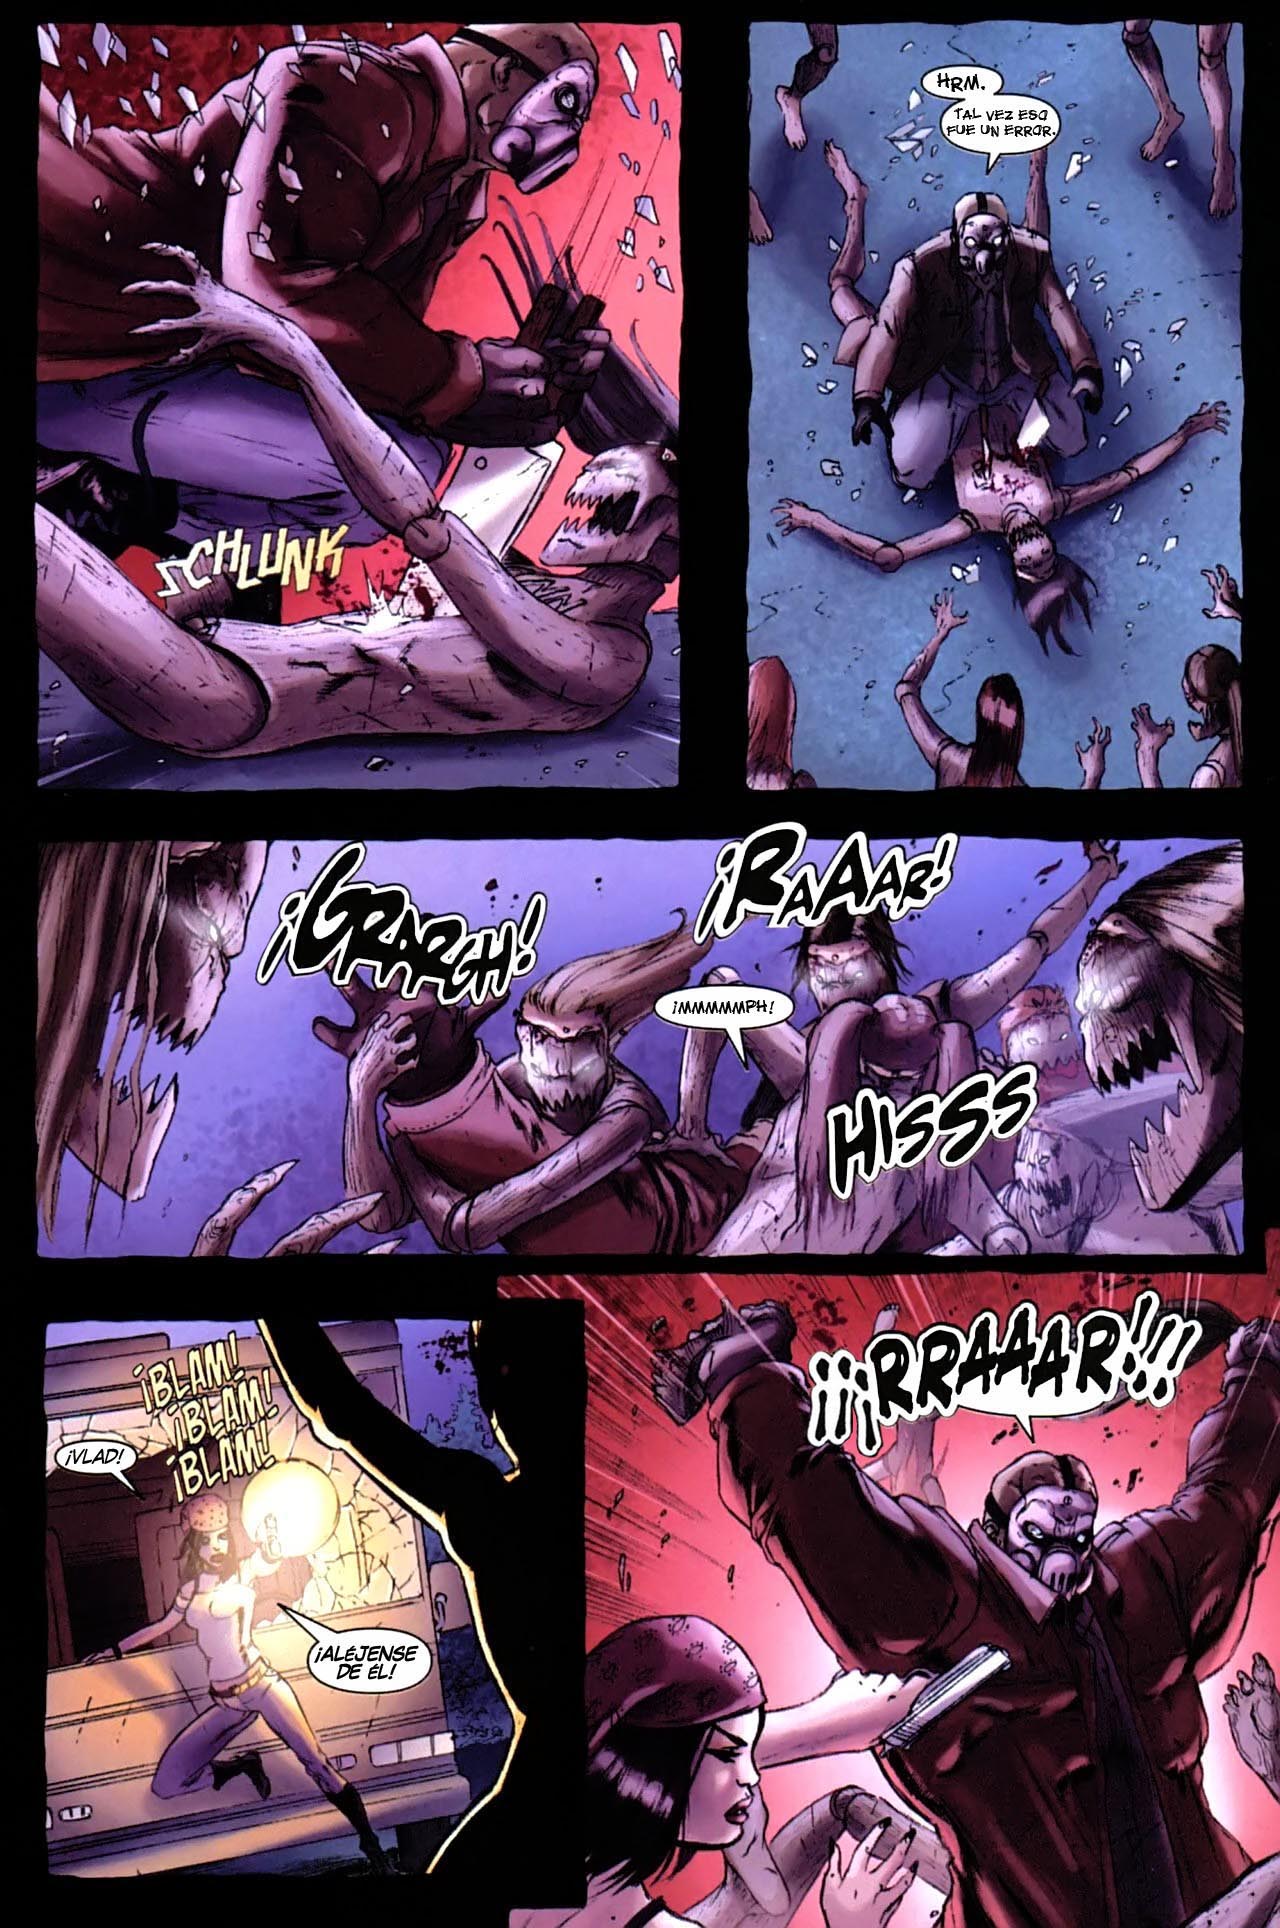 SCHLUNK
HRM.
TAL VEZ ESO
FUE UN ERROR.
¡GRARGH!
¡RAAAAR!
¡MMMMMPH!
HISSS
¡BLAM!
¡BLAM!
¡BLAM!
¡VLAD!
¡ALÉJENSE
DE ÉL!
¡¡¡RRAAAR!!!